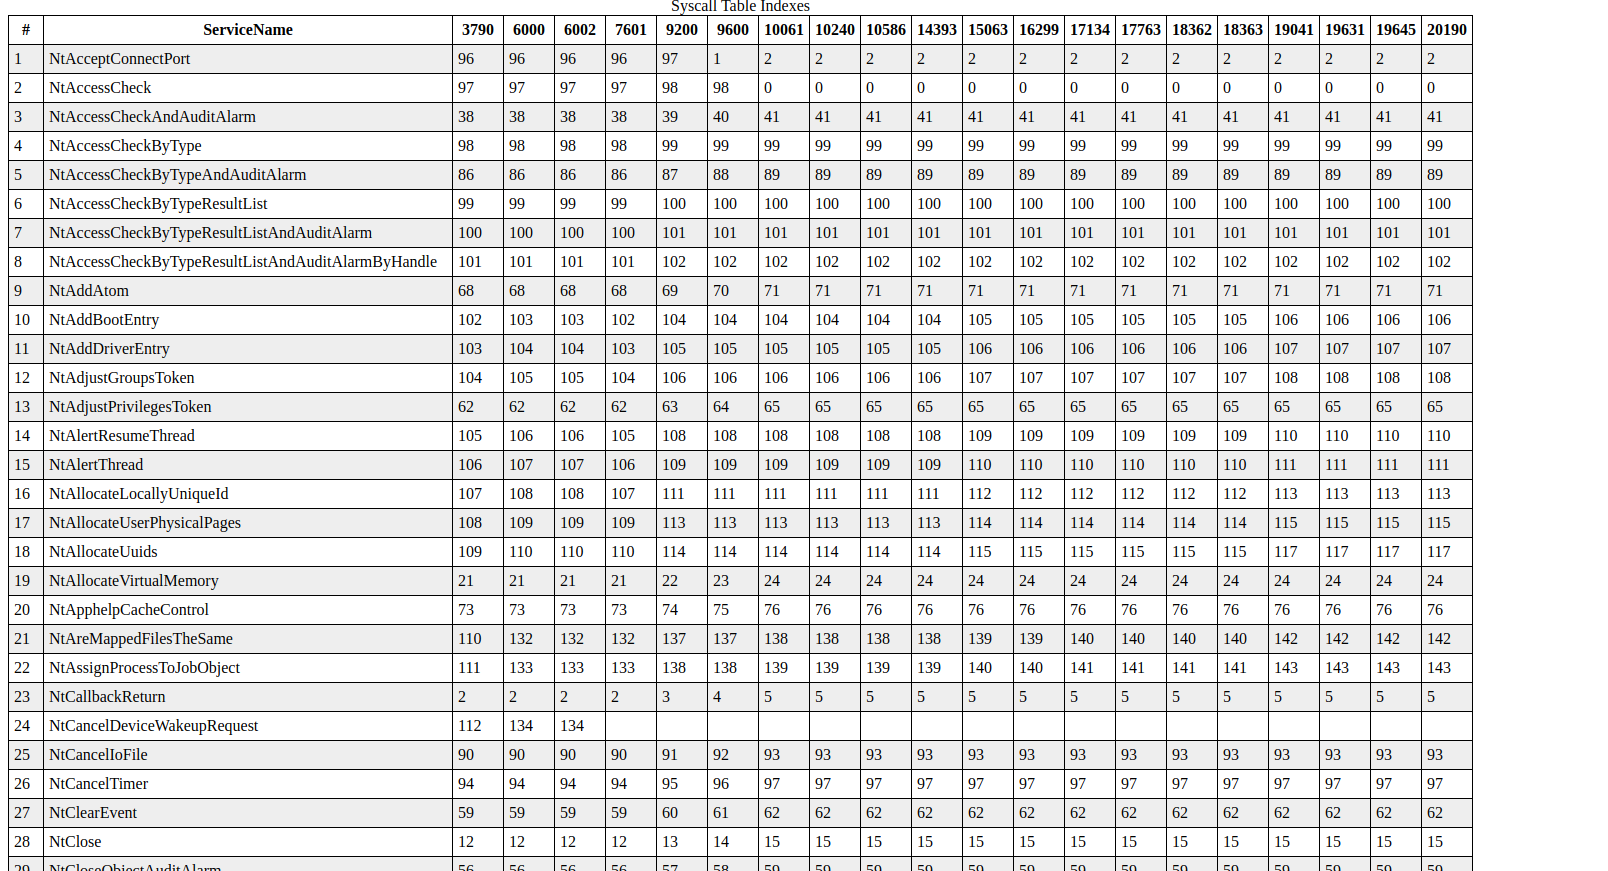 Syscall Table Indexes
# ServiceName 3790 6000 6002 7601 9200 9600 10061 10240 10586 14393 15063 16299 17134 17763 18362 18363 19041 19631 19645 20190
1 NtAcceptConnectPort 96 96 96 96 97 1 2 2 2 2 2 2 2 2 2 2 2 2 2 2
2 NtAccessCheck 97 97 97 97 98 98 0 0 0 0 0 0 0 0 0 0 0 0 0 0
3 NtAccessCheckAndAuditAlarm 38 38 38 38 39 40 41 41 41 41 41 41 41 41 41 41 41 41 41 41
4 NtAccessCheckByType 98 98 98 98 99 99 99 99 99 99 99 99 99 99 99 99 99 99 99 99
5 NtAccessCheckByTypeAndAuditAlarm 86 86 86 86 87 88 89 89 89 89 89 89 89 89 89 89 89 89 89 89
6 NtAccessCheckByTypeResultList 99 99 99 99 100 100 100 100 100 100 100 100 100 100 100 100 100 100 100 100
7 NtAccessCheckByTypeResultListAndAuditAlarm 100 100 100 100 101 101 101 101 101 101 101 101 101 101 101 101 101 101 101 101
8 NtAccessCheckByTypeResultListAndAuditAlarmByHandle 101 101 101 101 102 102 102 102 102 102 102 102 102 102 102 102 102 102 102 102
9 NtAddAtom 68 68 68 68 69 70 71 71 71 71 71 71 71 71 71 71 71 71 71 71
10 NtAddBootEntry 102 103 103 102 104 104 104 104 104 104 105 105 105 105 105 105 106 106 106 106
11 NtAddDriverEntry 103 104 104 103 105 105 105 105 105 105 106 106 106 106 106 106 107 107 107 107
12 NtAdjustGroupsToken 104 105 105 104 106 106 106 106 106 106 107 107 107 107 107 107 108 108 108 108
13 NtAdjustPrivilegesToken 62 62 62 62 63 64 65 65 65 65 65 65 65 65 65 65 65 65 65 65
14 NtAlertResumeThread 105 106 106 105 108 108 108 108 108 108 109 109 109 109 109 109 110 110 110 110
15 NtAlertThread 106 107 107 106 109 109 109 109 109 109 110 110 110 110 110 110 111 111 111 111
16 NtAllocateLocallyUniqueId 107 108 108 107 111 111 111 111 111 111 112 112 112 112 112 112 113 113 113 113
17 NtAllocateUserPhysicalPages 108 109 109 109 113 113 113 113 113 113 114 114 114 114 114 114 115 115 115 115
18 NtAllocateUuids 109 110 110 110 114 114 114 114 114 114 115 115 115 115 115 115 117 117 117 117
19 NtAllocateVirtualMemory 21 21 21 21 22 23 24 24 24 24 24 24 24 24 24 24 24 24 24 24
20 NtApphelpCacheControl 73 73 73 73 74 75 76 76 76 76 76 76 76 76 76 76 76 76 76 76
21 NtAreMappedFilesTheSame 110 132 132 132 137 137 138 138 138 138 139 139 140 140 140 140 142 142 142 142
22 NtAssignProcessToJobObject 111 133 133 133 138 138 139 139 139 139 140 140 141 141 141 141 143 143 143 143
23 NtCallbackReturn 2 2 2 2 3 4 5 5 5 5 5 5 5 5 5 5 5 5 5 5
24 NtCancelDeviceWakeupRequest 112 134 134
25 NtCancelIoFile 90 90 90 90 91 92 93 93 93 93 93 93 93 93 93 93 93 93 93 93
26 NtCancelTimer 94 94 94 94 95 96 97 97 97 97 97 97 97 97 97 97 97 97 97 97
27 NtClearEvent 59 59 59 59 60 61 62 62 62 62 62 62 62 62 62 62 62 62 62 62
28 NtClose 12 12 12 12 13 14 15 15 15 15 15 15 15 15 15 15 15 15 15 15
29 NtCloseObjectAuditAlarm 56 56 56 56 57 58 59 59 59 59 59 59 59 59 59 59 59 59 59 59